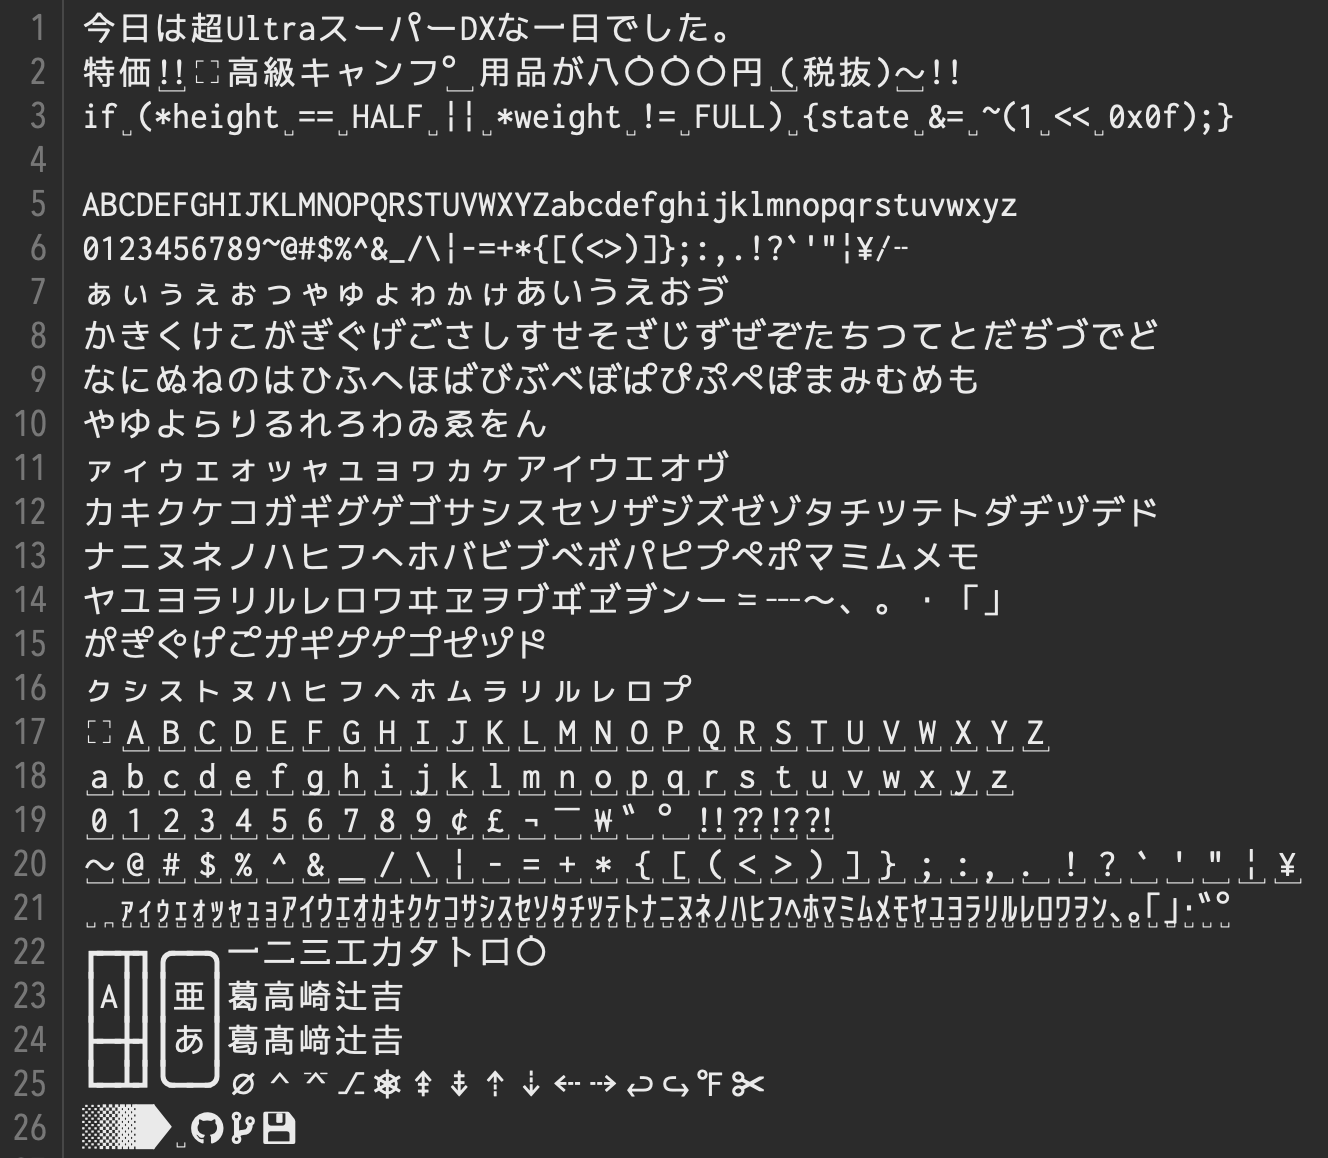 1 今日は超UltraスーパーDXな一日でした。
2 特価!!　高級キャンプ 用品が八〇〇〇円(税抜)～!!
3 if (*height == HALF || *weight != FULL) {state &= ~(1 << 0x0f);}
4
5 ABCDEFGHIJKLMNOPQRSTUVWXYZabcdefghijklmnopqrstuvwxyz
6 0123456789~@#$%^&_/\|-=+*{[(<>)]};:,.!?`'"¦¥/╌
7 ぁぃぅぇぉっゃゅょゎゕゖあいうえおゔ
8 かきくけこがぎぐげごさしすせそざじずぜぞたちつてとだぢづでど
9 なにぬねのはひふへほばびぶべぼぱぴぷぺぽまみむめも
10 やゆよらりるれろわゐゑをん
11 ァィゥェォッャュョヮヵヶアイウエオヴ
12 カキクケコガギグゲゴサシスセソザジズゼゾタチツテトダヂヅデド
13 ナニヌネノハヒフヘホバビブベボパピプペポマミムメモ
14 ヤユヨラリルレロワヰヱヲヴヸヹヺンー゠┄～、。・「」
15 か゚き゚く゚け゚こ゚カ゚キ゚ク゚ケ゚コ゚セ゚ツ゚ト゚
16 ㇰㇱㇲㇳㇴㇵㇶㇷㇸㇹㇺㇻㇼㇽㇾㇿㇷ゚
17 　ＡＢＣＤＥＦＧＨＩＪＫＬＭＮＯＰＱＲＳＴＵＶＷＸＹＺ
18 ａｂｃｄｅｆｇｈｉｊｋｌｍｎｏｐｑｒｓｔｕｖｗｘｙｚ
19 ０１２３４５６７８９￠￡￢￣￦゛゜‼⁇⁉⁈
20 ～＠＃＄％＾＆＿／＼｜－＝＋＊｛［（＜＞）］｝；：，．！？｀＇＂￤￥
21 ｧｨｩｪｫｯｬｭｮｱｲｳｴｵｶｷｸｹｺｻｼｽｾｿﾀﾁﾂﾃﾄﾅﾆﾇﾈﾉﾊﾋﾌﾍﾎﾏﾐﾑﾒﾓﾔﾕﾖﾗﾘﾙﾚﾛﾜｦﾝ､｡｢｣･ﾞﾟ
22 一二三工力夕卜口〇
23 A 亜 葛高崎辻吉
24 あ 葛髙﨑辻𠮷
25 ∅⌃⌤⌥⎈⇞⇟⇡⇣⇠⇢↩↪℉✂
26